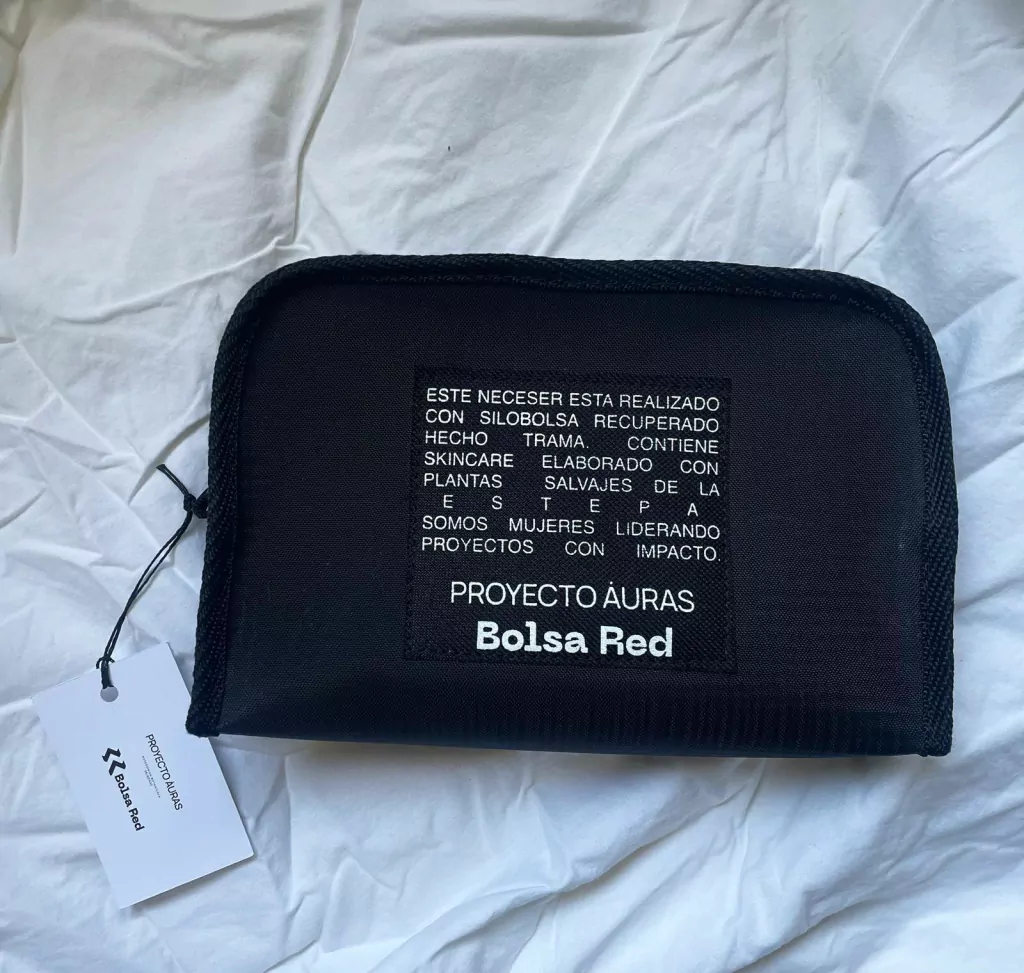 ESTE NECESER ESTA REALIZADO
CON SILOBOLSA RECUPERADO
HECHO TRAMA. CONTIENE
SKINCARE ELABORADO CON
PLANTAS SALVAJES DE LA
E S T E P A
SOMOS MUJERES LIDERANDO
PROYECTOS CON IMPACTO.
PROYECTO ÁURAS
Bolsa Red
PROYECTO ÁURAS
Bolsa Red